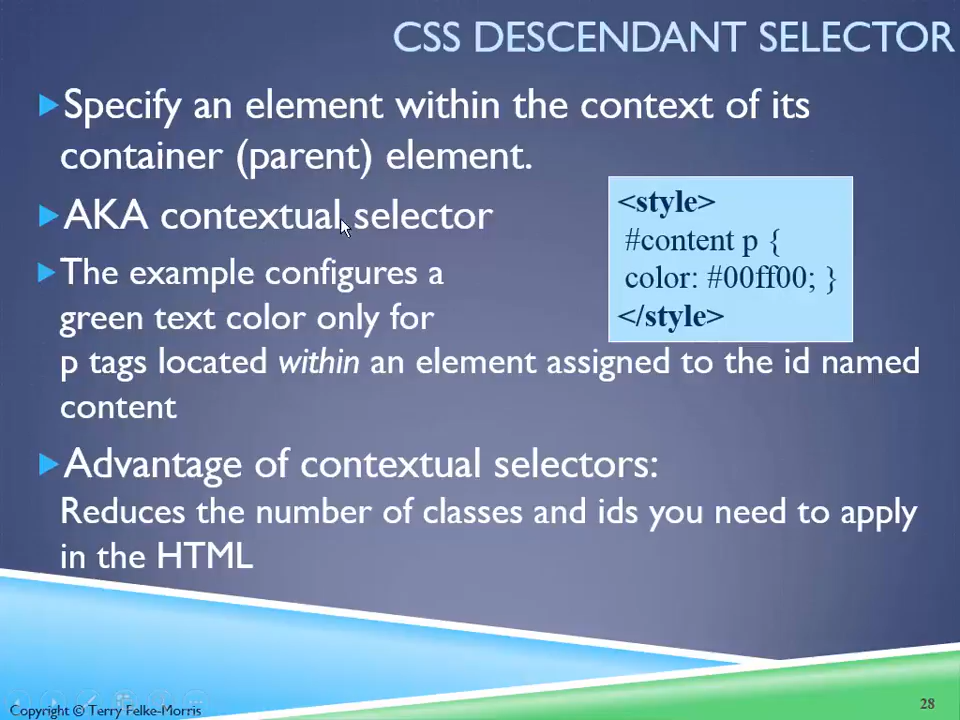 CSS DESCENDANT SELECTOR
Specify an element within the context of its
container (parent) element.
AKA contextual selector
The example configures a
green text color only for
p tags located within an element assigned to the id named
content
<style>
#content p {
color: #00ff00; }
</style>
Advantage of contextual selectors:
Reduces the number of classes and ids you need to apply
in the HTML
Copyright © Terry Felke-Morris
28